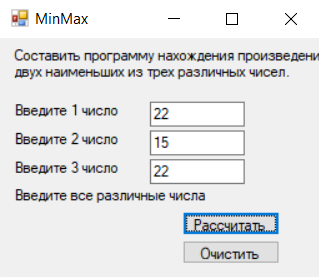 MinMax
Составить программу нахождения произведени
двух наименьших из трех различных чисел.
Введите 1 число 22
Введите 2 число 15
Введите 3 число 22
Введите все различные числа
Рассчитать
Очистить